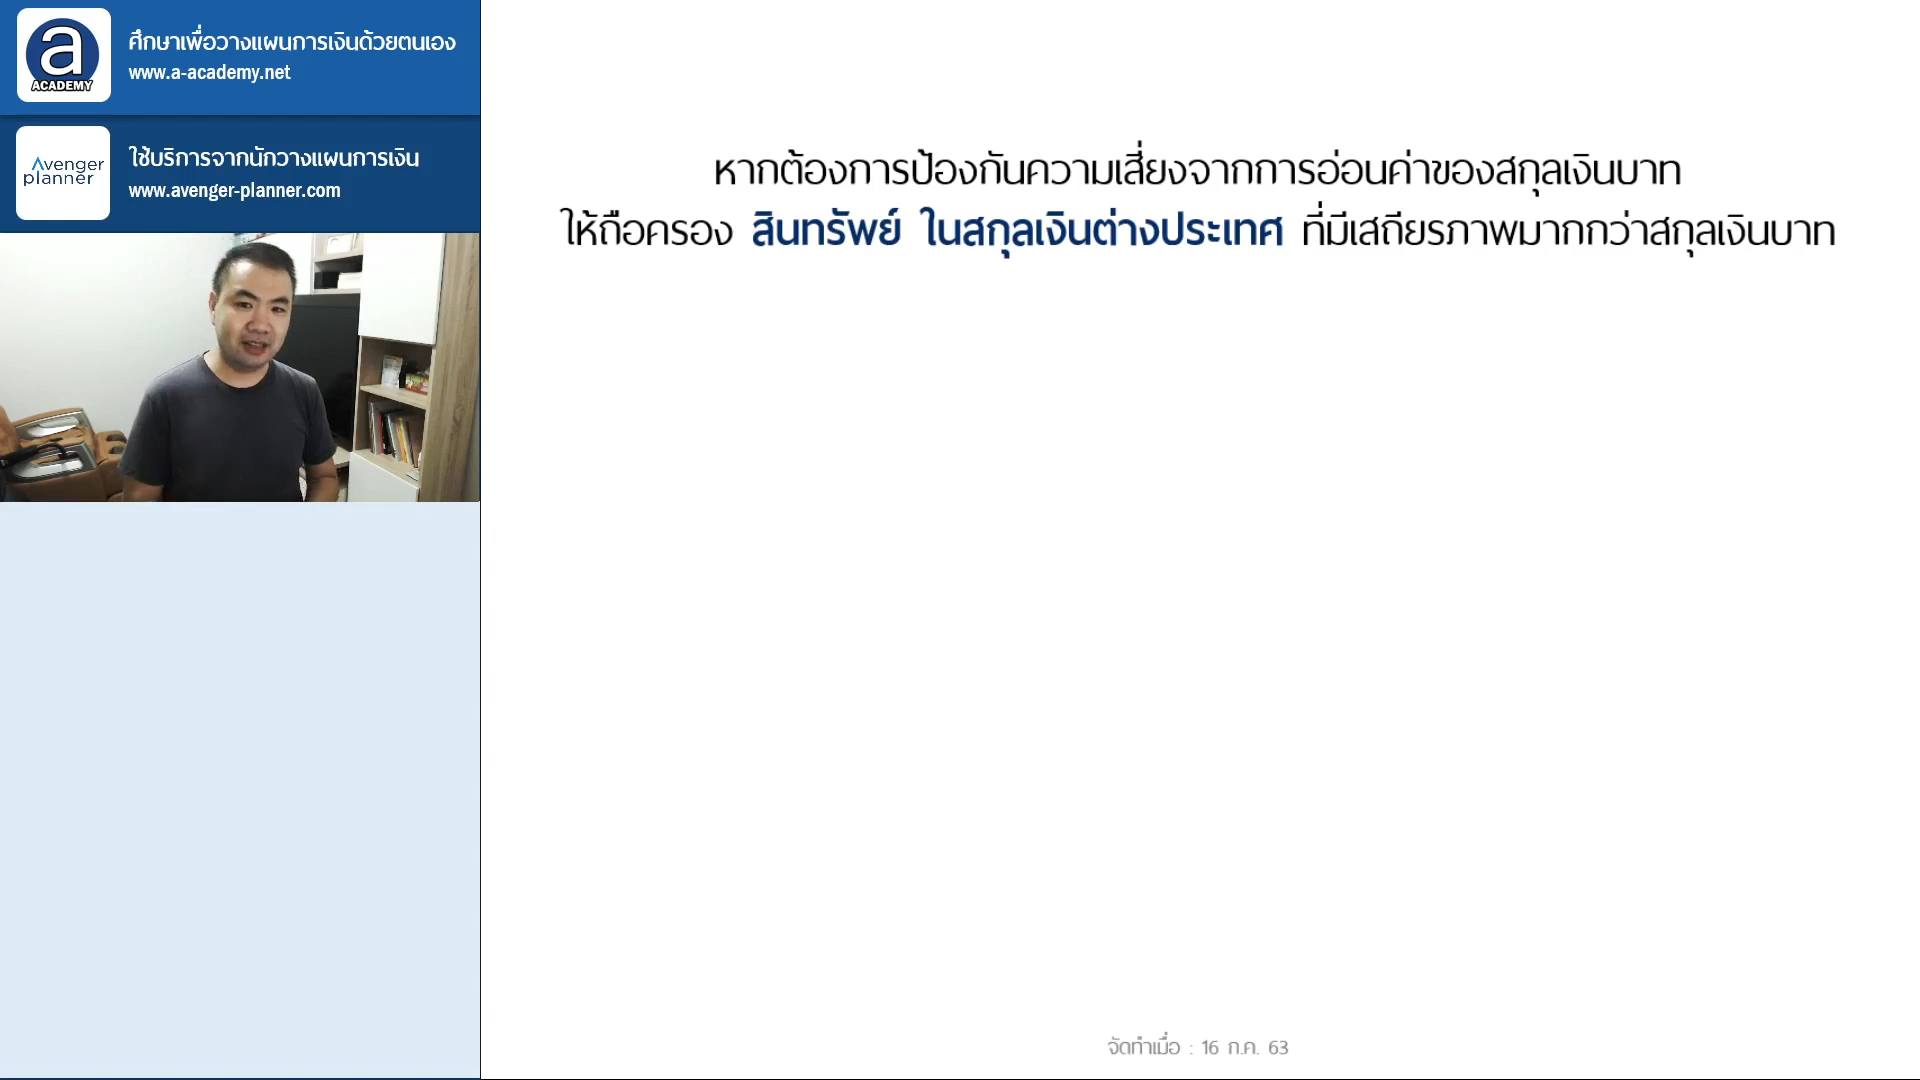 a
ACADEMY
ศึกษาเพื่อวางแผนการเงินด้วยตนเอง
www.a-academy.net
Avenger
planner
ใช้บริการจากนักวางแผนการเงิน
www.avenger-planner.com
หากต้องการป้องกันความเสี่ยงจากการอ่อนค่าของสกุลเงินบาท
ให้ถือครอง สินทรัพย์ ในสกุลเงินต่างประเทศ ที่มีเสถียรภาพมากกว่าสกุลเงินบาท
จัดทำเมื่อ : 16 ก.ค. 63